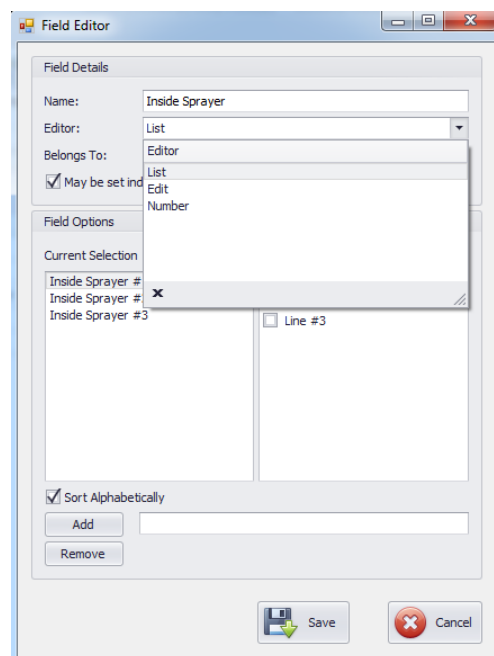 Field Editor
Field Details
Name: Inside Sprayer
Editor: List
Belongs To: Editor
List
May be set ind
Edit
Number
Field Options
Current Selection
Inside Sprayer #
Inside Sprayer #
Inside Sprayer #3
Line #3
Sort Alphabetically
Add
Remove
Save
Cancel